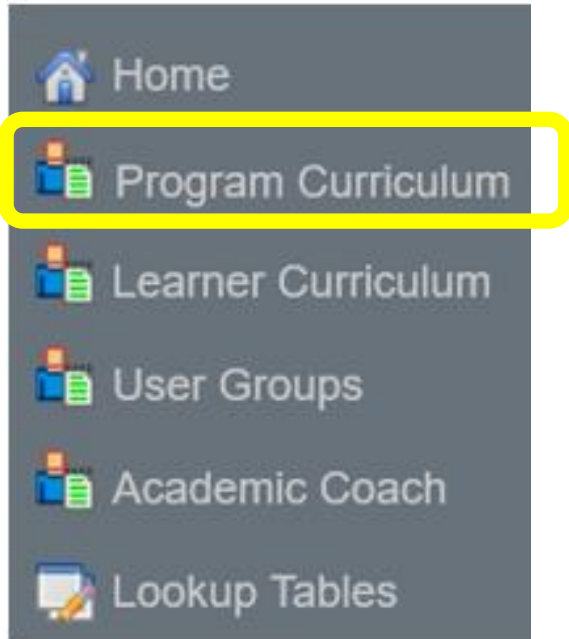 Home
Program Curriculum
Learner Curriculum
User Groups
Academic Coach
Lookup Tables